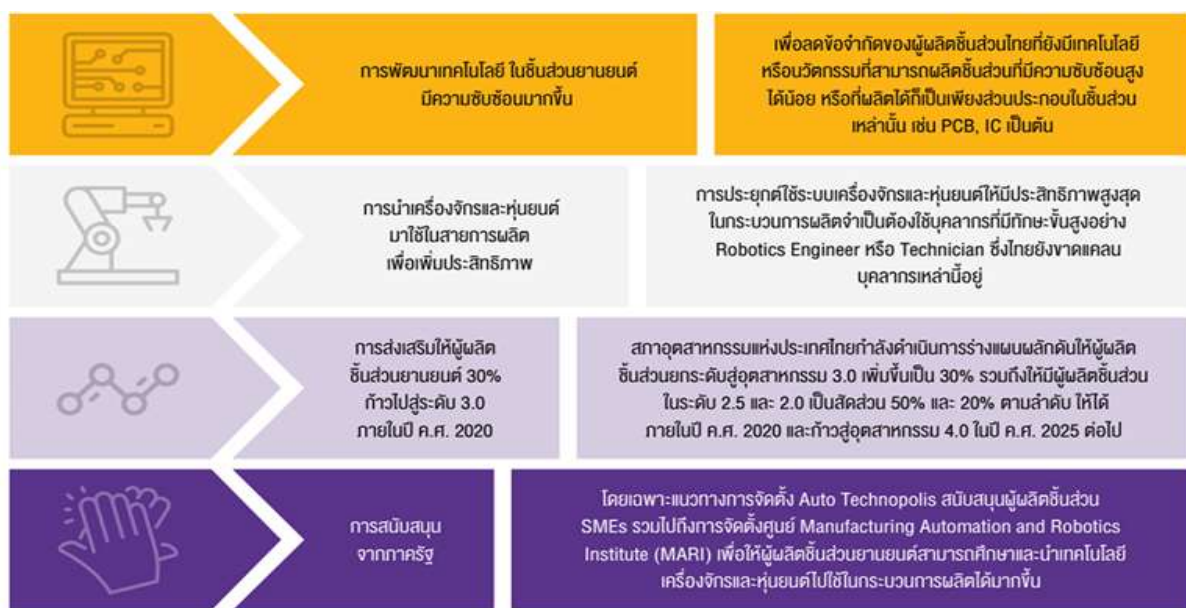 การพัฒนาเทคโนโลยี ในชิ้นส่วนยานยนต์
มีความซับซ้อนมากขึ้น
เพื่อลดข้อจำกัดของผู้ผลิตชิ้นส่วนไทยที่ยังมีเทคโนโลยี
หรือนวัตกรรมที่สามารถผลิตชิ้นส่วนที่มีความซับซ้อนสูง
ได้น้อย หรือที่ผลิตได้ก็เป็นเพียงส่วนประกอบในชิ้นส่วน
เหล่านั้น เช่น PCB, IC เป็นต้น
การนำเครื่องจักรและหุ่นยนต์
มาใช้ในสายการผลิต
เพื่อเพิ่มประสิทธิภาพ
การประยุกต์ใช้ระบบเครื่องจักรและหุ่นยนต์ให้มีประสิทธิภาพสูงสุด
ในกระบวนการผลิตจำเป็นต้องใช้บุคลากรที่มีทักษะขั้นสูงอย่าง
Robotics Engineer หรือ Technician ซึ่งไทยยังขาดแคลน
บุคลากรเหล่านี้อยู่
การส่งเสริมให้ผู้ผลิต
ชิ้นส่วนยานยนต์ 30%
ก้าวไปสู่ระดับ 3.0
ภายในปี ค.ศ. 2020
สภาอุตสาหกรรมแห่งประเทศไทยกำลังดำเนินการร่างแผนผลักดันให้ผู้ผลิต
ชิ้นส่วนยกระดับสู่อุตสาหกรรม 3.0 เพิ่มขึ้นเป็น 30% รวมถึงให้มีผู้ผลิตชิ้นส่วน
ในระดับ 2.5 และ 2.0 เป็นสัดส่วน 50% และ 20% ตามลำดับ ให้ได้
ภายในปี ค.ศ. 2020 และก้าวสู่อุตสาหกรรม 4.0 ในปี ค.ศ. 2025 ต่อไป
การสนับสนุน
จากภาครัฐ
โดยเฉพาะแนวทางการจัดตั้ง Auto Technopolis สนับสนุนผู้ผลิตชิ้นส่วน
SMEs รวมไปถึงการจัดตั้งศูนย์ Manufacturing Automation and Robotics
Institute (MARI) เพื่อให้ผู้ผลิตชิ้นส่วนยานยนต์สามารถศึกษาและนำเทคโนโลยี
เครื่องจักรและหุ่นยนต์ไปใช้ในกระบวนการผลิตได้มากขึ้น